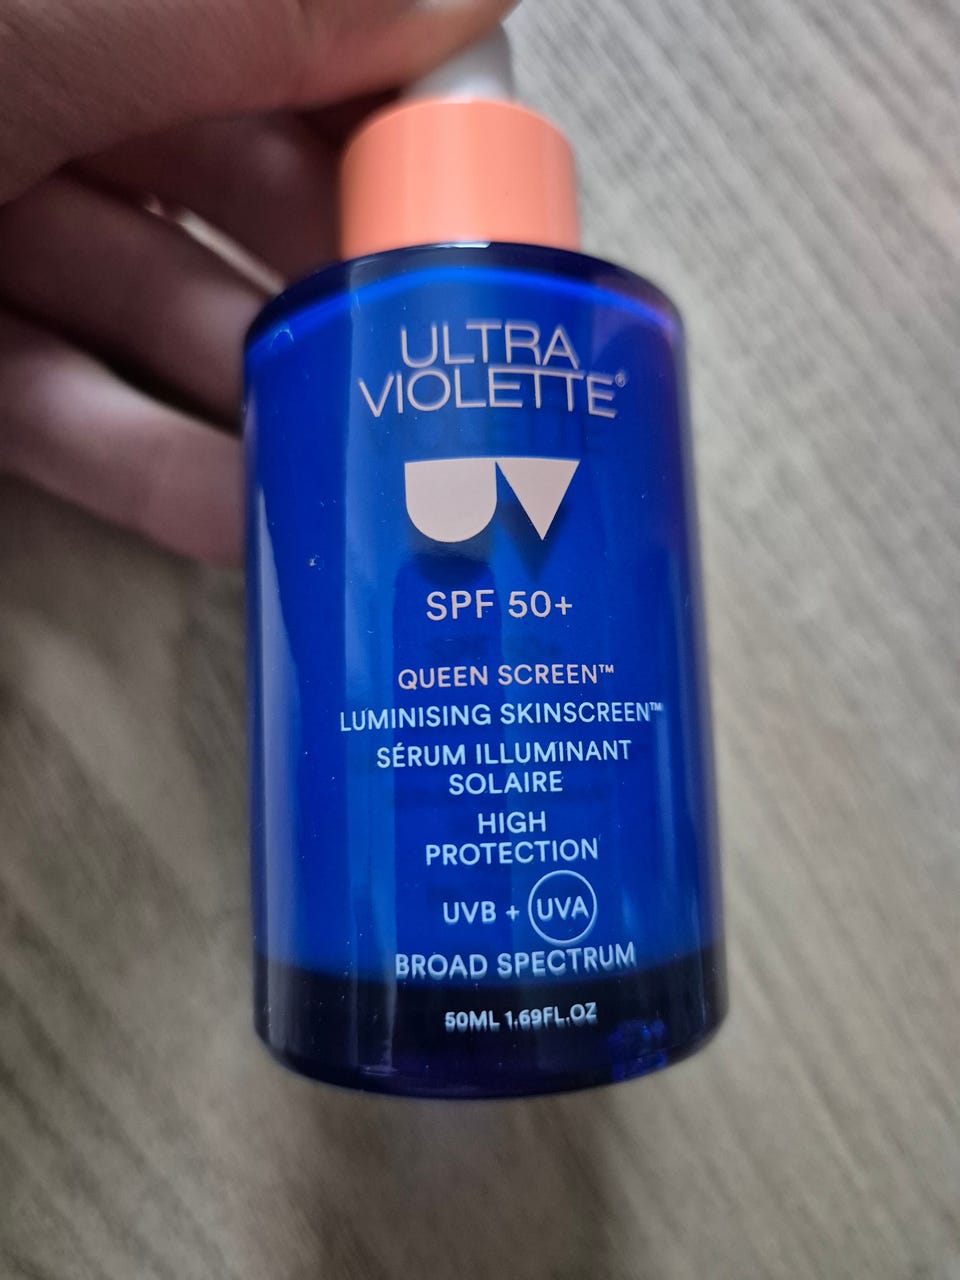 ULTRA
VIOLETTE®
UV
SPF 50+
QUEEN SCREEN™
LUMINISING SKINSCREEN™
SÉRUM ILLUMINANT
SOLAIRE
HIGH
PROTECTION
UVB + UVA
BROAD SPECTRUM
50ML 1.69FL.OZ